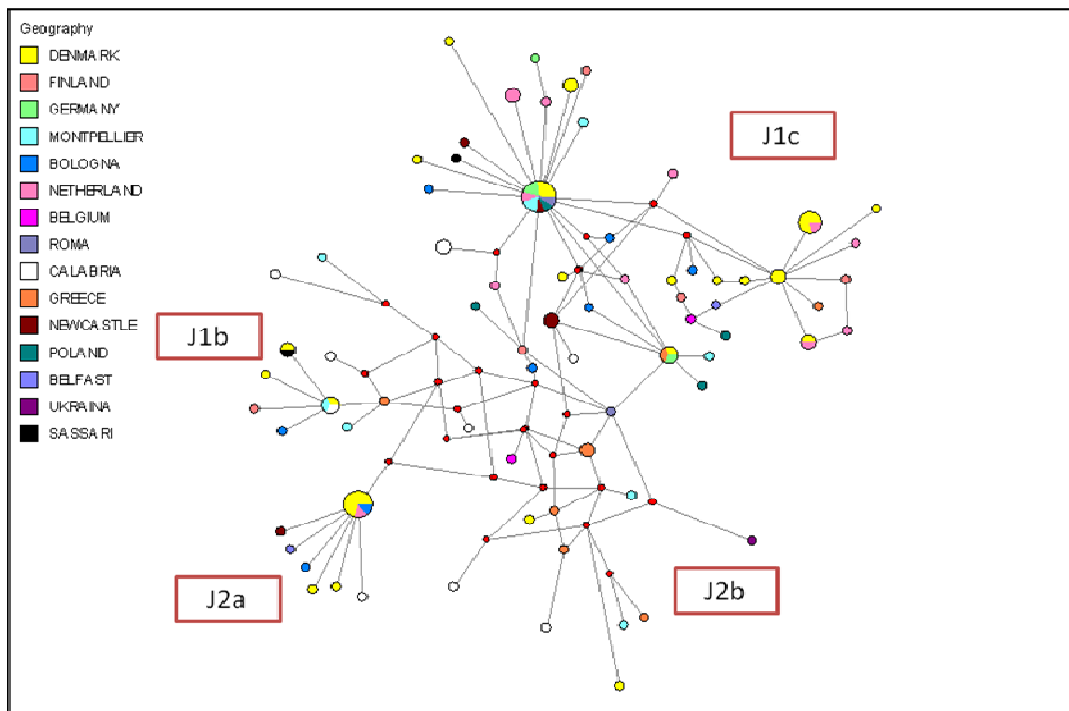 Geography
DENMARK
FINLAND
GERMANY
MONTPELLIER
BOLOGNA
NETHERLAND
BELGIUM
ROMA
CALABRIA
GREECE
NEWCASTLE
POLAND
BELFAST
UKRAINA
SASSARI
J1c
J1b
J2a
J2b